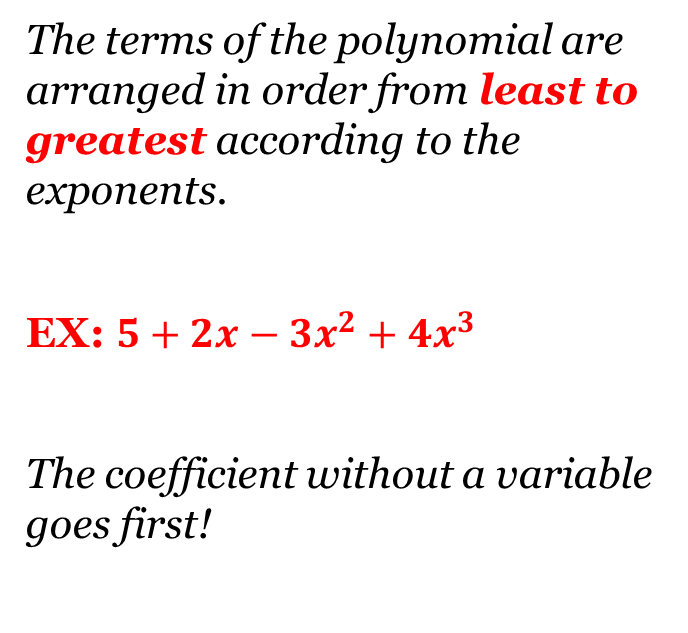 The terms of the polynomial are
arranged in order from least to
greatest according to the
exponents.
EX: 5 + 2x − 3x² + 4x³
The coefficient without a variable
goes first!